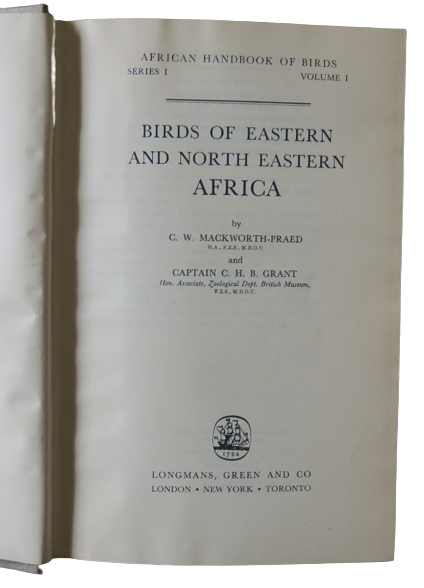 AFRICAN HANDBOOK OF BIRDS
SERIES I VOLUME I
BIRDS OF EASTERN
AND NORTH EASTERN
AFRICA
by
C. W. MACKWORTH-PRAED
M.A., F.Z.S., M.B.O.U.
and
CAPTAIN C. H. B. GRANT
Hon. Associate, Zoological Dept. British Museum,
F.Z.S., M.B.O.U.
1724
LONGMANS, GREEN AND CO
LONDON • NEW YORK • TORONTO